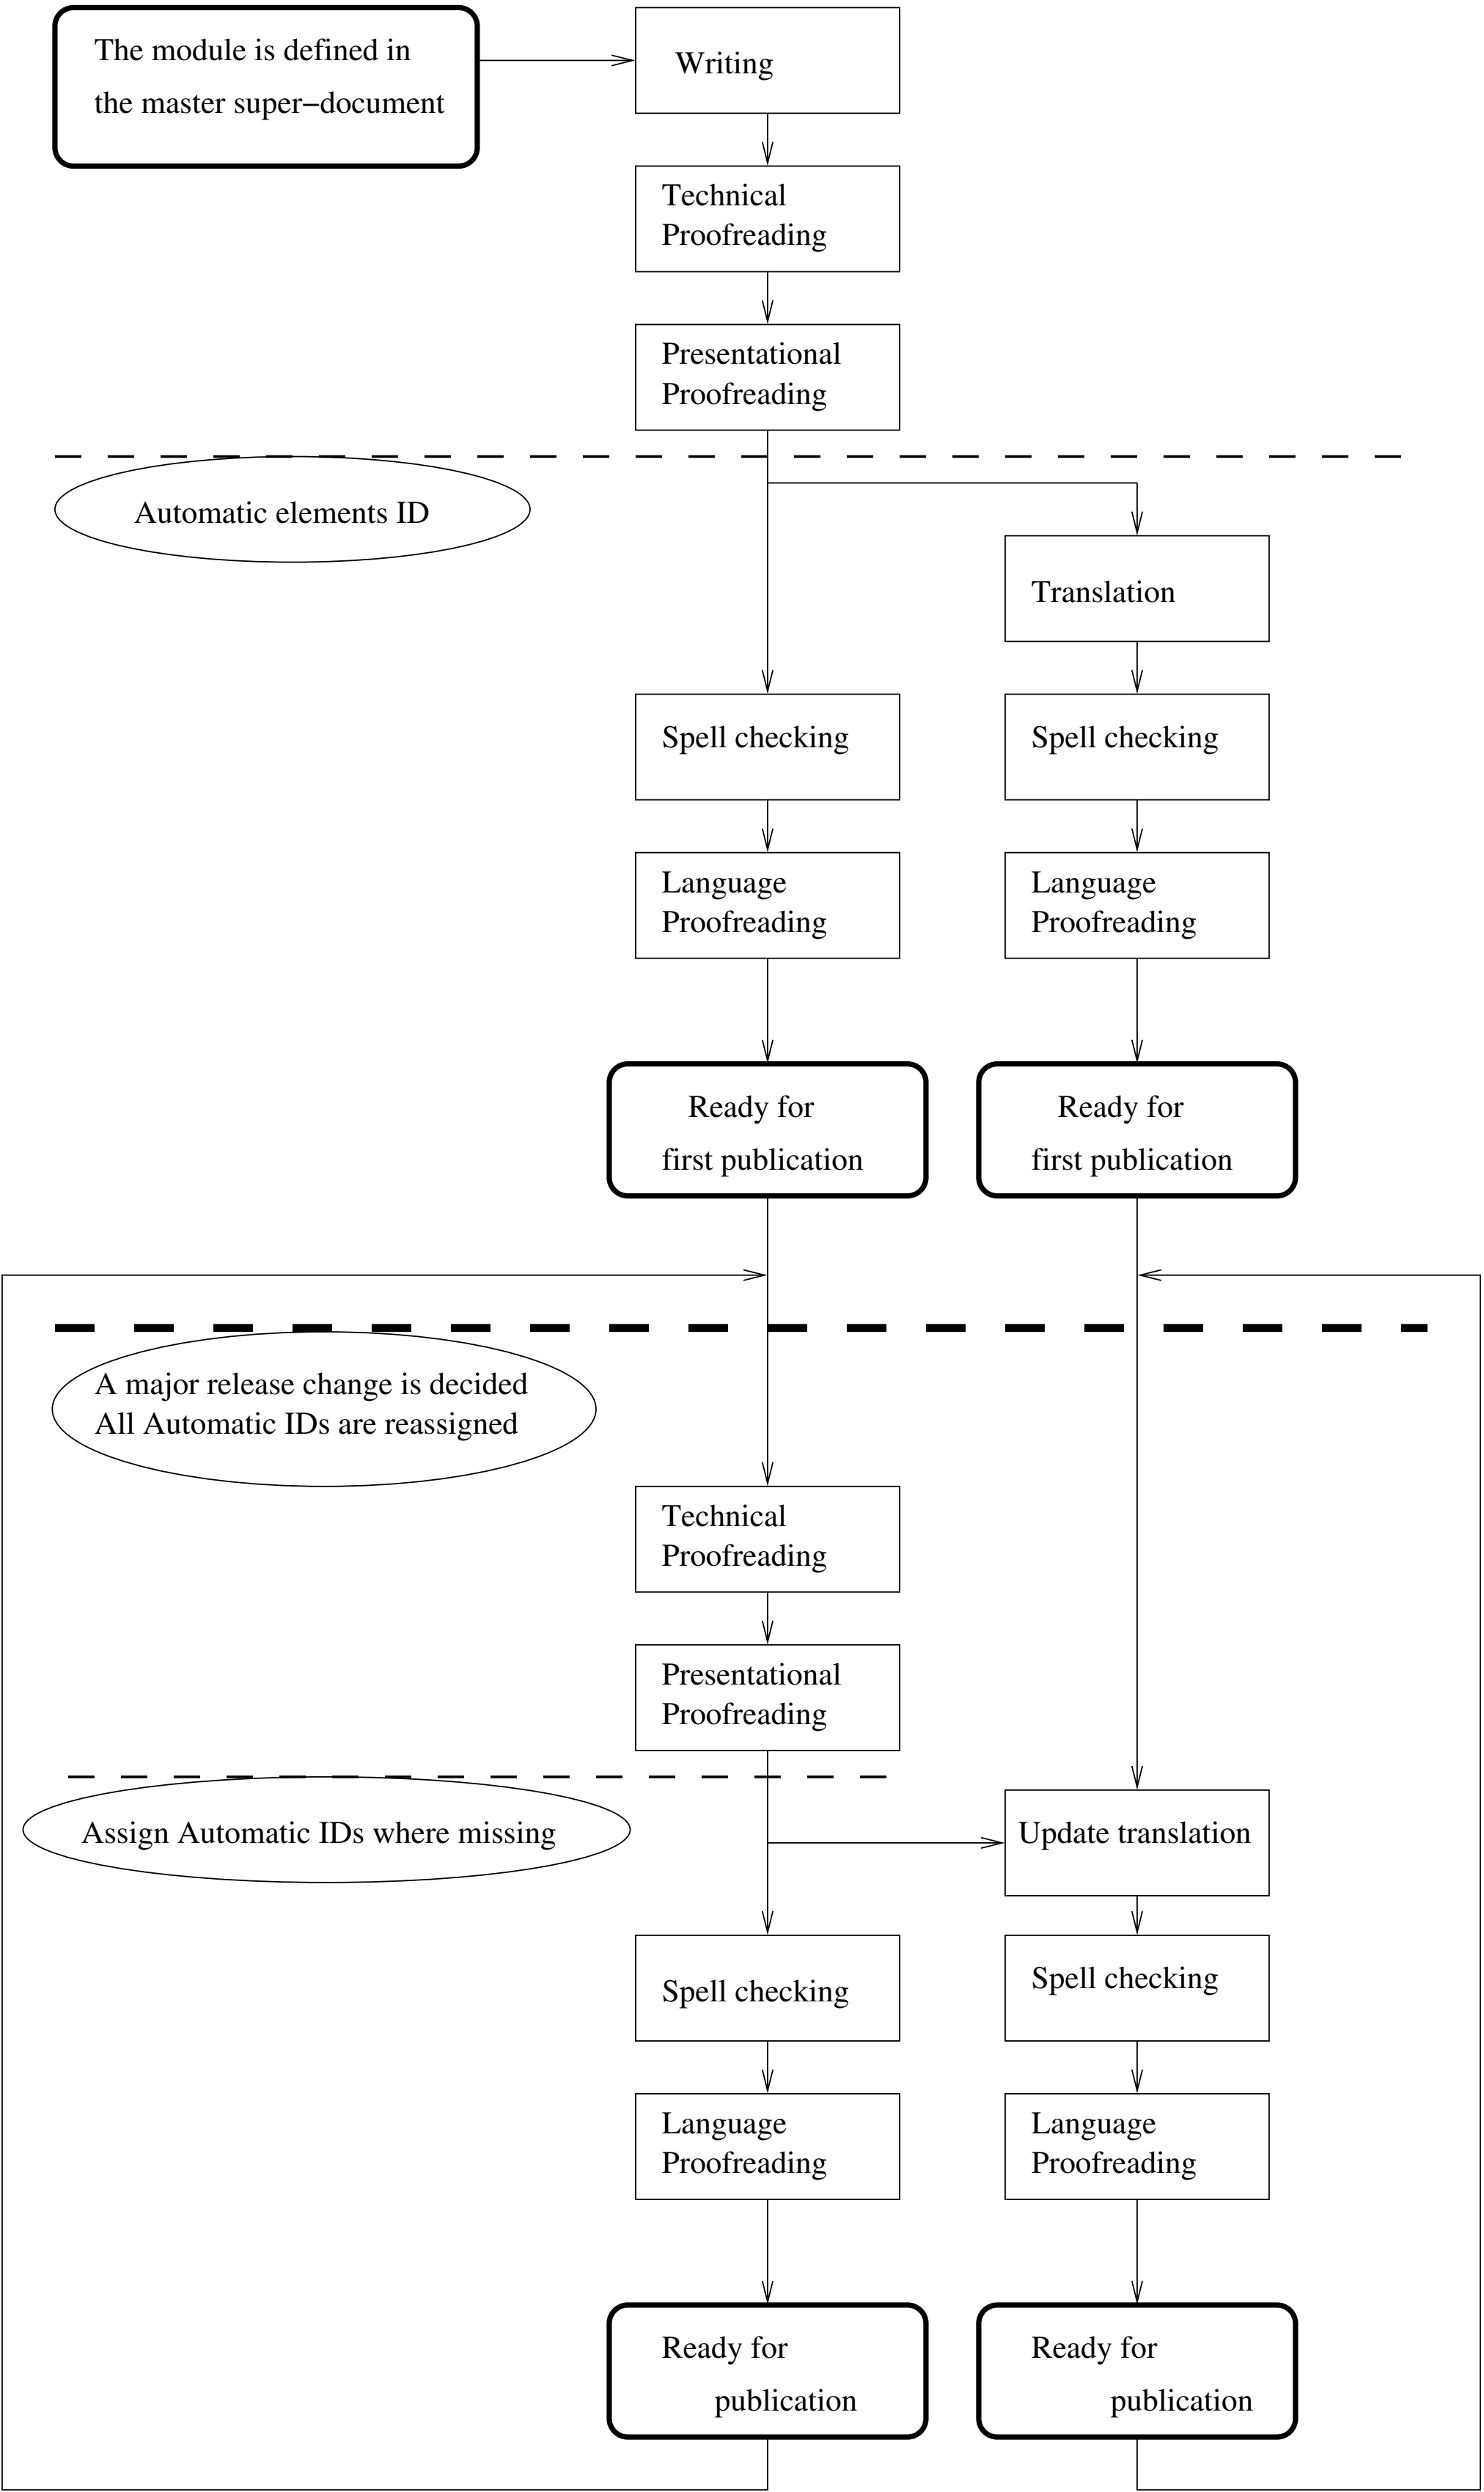 The module is defined in
the master super−document
Writing
Technical
Proofreading
Presentational
Proofreading
Automatic elements ID
Translation
Spell checking
Spell checking
Language
Proofreading
Language
Proofreading
Ready for
first publication
Ready for
first publication
A major release change is decided
All Automatic IDs are reassigned
Technical
Proofreading
Presentational
Proofreading
Assign Automatic IDs where missing
Update translation
Spell checking
Spell checking
Language
Proofreading
Language
Proofreading
Ready for
publication
Ready for
publication